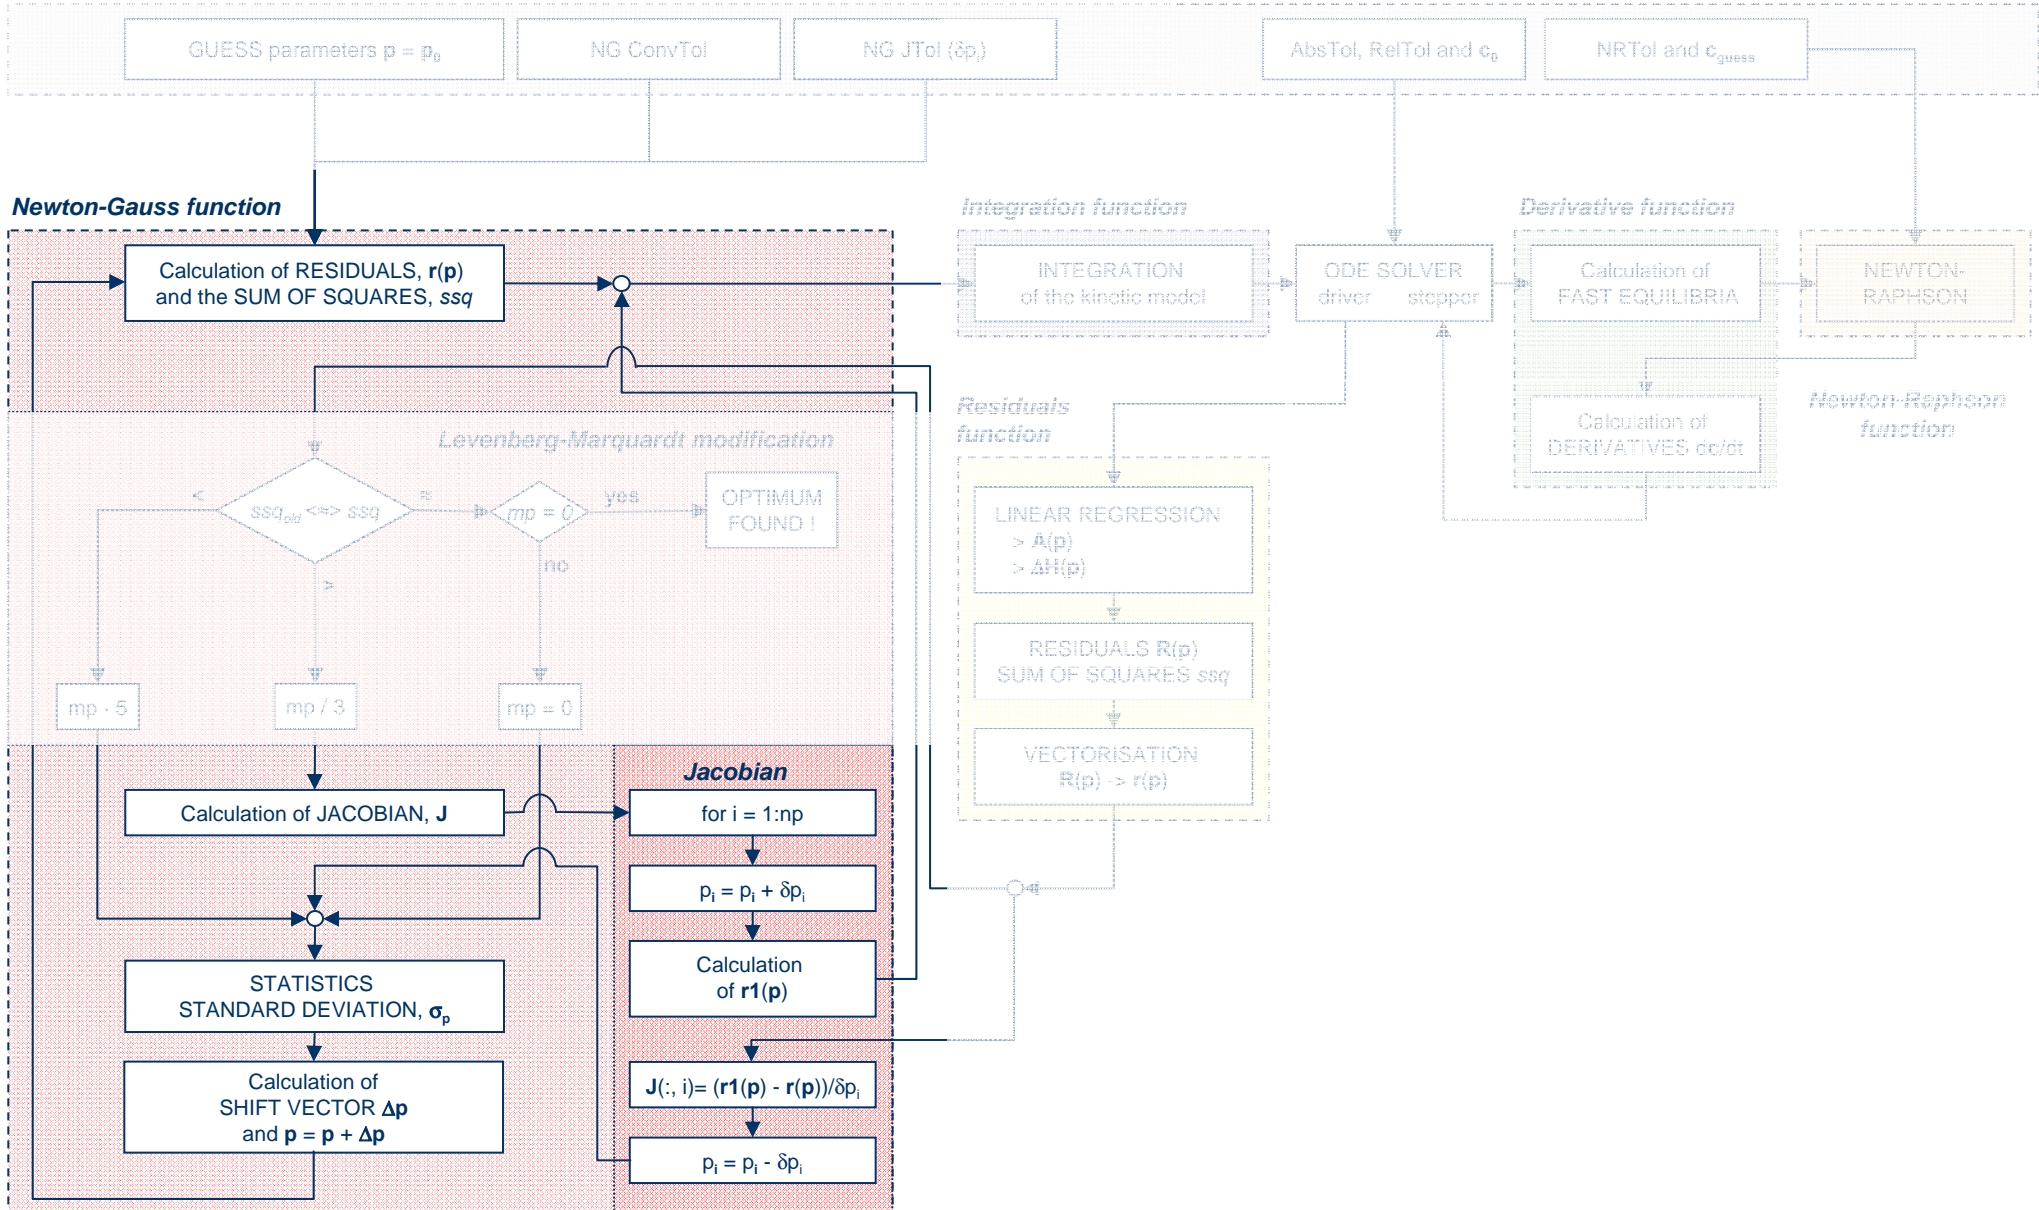 GUESS parameters p = p₀
NG ConvTol
NG JTol (δpᵢ)
AbsTol, RelTol and c₀
NRTol and c_guess
Newton-Gauss function
Calculation of RESIDUALS, r(p)
and the SUM OF SQUARES, ssq
Integration function
INTEGRATION
of the kinetic model
ODE SOLVER
driver stepper
Derivative function
Calculation of
FAST EQUILIBRIA
NEWTON-
RAPHSON
Newton-Raphson
function
Calculation of
DERIVATIVES dc/dt
Levenberg-Marquardt modification
<
ssq_old <=> ssq
=
mp = 0
yes
OPTIMUM
FOUND !
no
>
mp · 5
mp / 3
mp = 0
Residuals
function
LINEAR REGRESSION
> A(p)
> ΔH(p)
RESIDUALS R(p)
SUM OF SQUARES ssq
VECTORISATION
R(p) -> r(p)
Calculation of JACOBIAN, J
Jacobian
for i = 1:np
pᵢ = pᵢ + δpᵢ
Calculation
of r1(p)
J(:, i)= (r1(p) - r(p))/δpᵢ
pᵢ = pᵢ - δpᵢ
STATISTICS
STANDARD DEVIATION, σₚ
Calculation of
SHIFT VECTOR Δp
and p = p + Δp